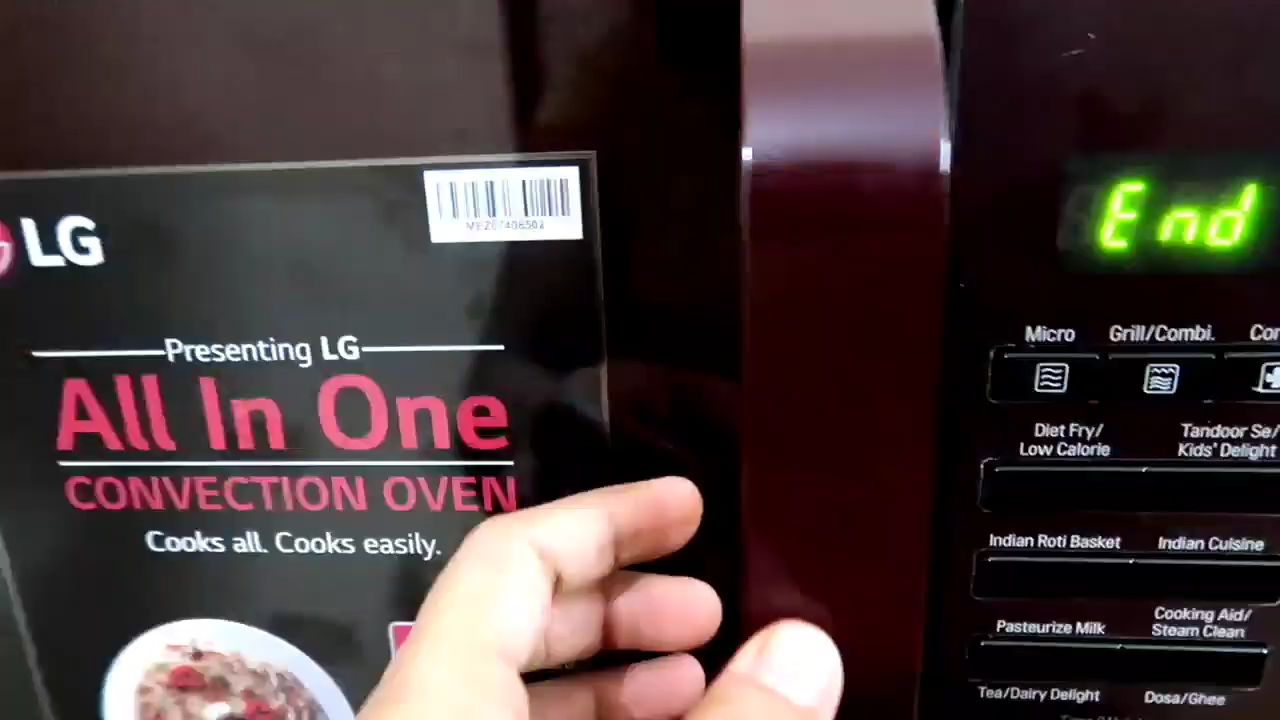 LG
Presenting LG
All In One
CONVECTION OVEN
Cooks all. Cooks easily.
End
Micro Grill/Combi.
Diet Fry/
Low Calorie
Tandoor Se/
Kids' Delight
Indian Roti Basket Indian Cuisine
Pasteurize Milk
Cooking Aid/
Steam Clean
Tea/Dairy Delight Dosa/Ghee